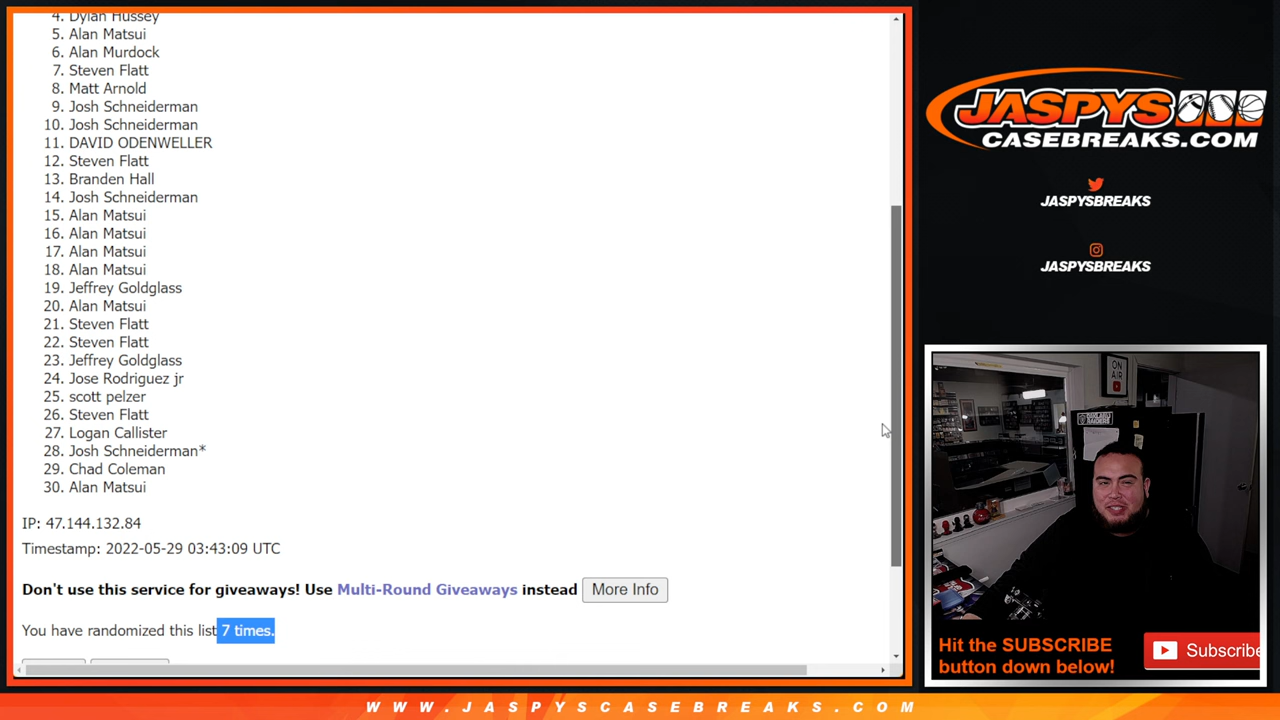 4. Dylan Hussey
5. Alan Matsui
6. Alan Murdock
7. Steven Flatt
8. Matt Arnold
9. Josh Schneiderman
10. Josh Schneiderman
11. DAVID ODENWELLER
12. Steven Flatt
13. Branden Hall
14. Josh Schneiderman
15. Alan Matsui
16. Alan Matsui
17. Alan Matsui
18. Alan Matsui
19. Jeffrey Goldglass
20. Alan Matsui
21. Steven Flatt
22. Steven Flatt
23. Jeffrey Goldglass
24. Jose Rodriguez jr
25. scott pelzer
26. Steven Flatt
27. Logan Callister
28. Josh Schneiderman*
29. Chad Coleman
30. Alan Matsui
IP: 47.144.132.84
Timestamp: 2022-05-29 03:43:09 UTC
Don't use this service for giveaways! Use Multi-Round Giveaways instead More Info
You have randomized this list 7 times.
JASPYS
CASEBREAKS.COM
JASPYSBREAKS
JASPYSBREAKS
ON
AIR
Hit the SUBSCRIBE
button down below!
Subscribe
WWW.JASPYSCASEBREAKS.COM